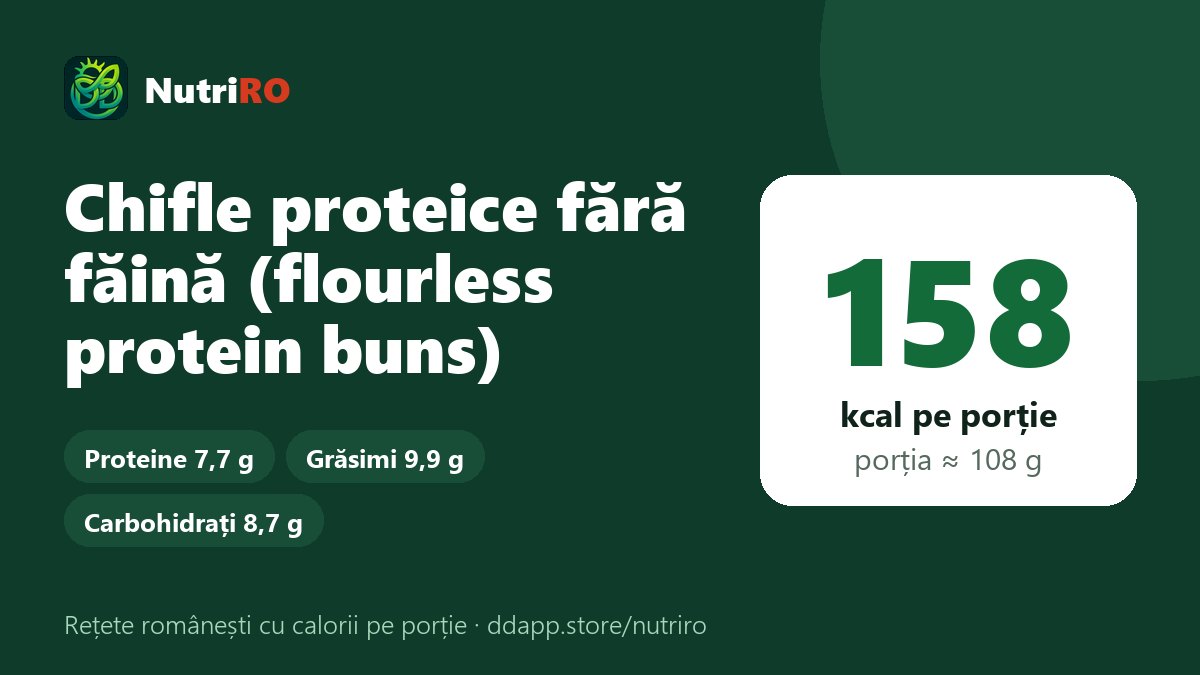 NutriRO
Chifle proteice fără
făină (flourless
protein buns)
Proteine 7,7 g
Grăsimi 9,9 g
Carbohidrați 8,7 g
158
kcal pe porție
porția ≈ 108 g
Rețete românești cu calorii pe porție · ddapp.store/nutriro